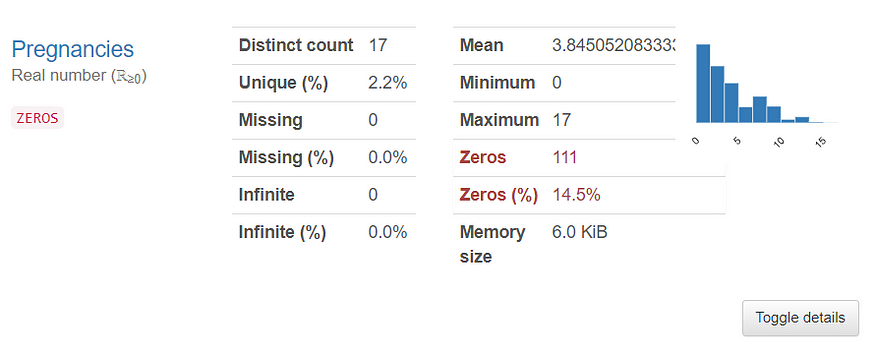 Pregnancies
Real number (ℝ≥0)
ZEROS
Distinct count 17
Unique (%) 2.2%
Missing 0
Missing (%) 0.0%
Infinite 0
Infinite (%) 0.0%
Mean 3.84505208333
Minimum 0
Maximum 17
Zeros 111
Zeros (%) 14.5%
Memory size 6.0 KiB
0 5 10 15
Toggle details